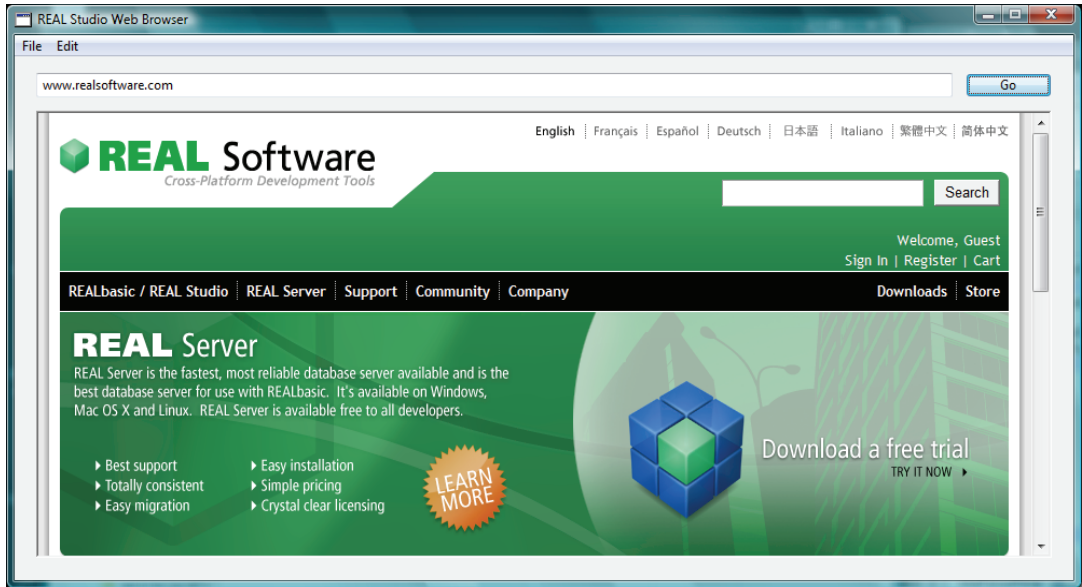 REAL Studio Web Browser
File Edit
www.realsoftware.com Go
English Français Español Deutsch 日本語 Italiano 繁體中文 简体中文
REAL Software
Cross-Platform Development Tools
Search
Welcome, Guest
Sign In | Register | Cart
REALbasic / REAL Studio REAL Server Support Community Company Downloads Store
REAL Server
REAL Server is the fastest, most reliable database server available and is the
best database server for use with REALbasic. It's available on Windows,
Mac OS X and Linux. REAL Server is available free to all developers.
Best support
Totally consistent
Easy migration
Easy installation
Simple pricing
Crystal clear licensing
LEARN
MORE
Download a free trial
TRY IT NOW